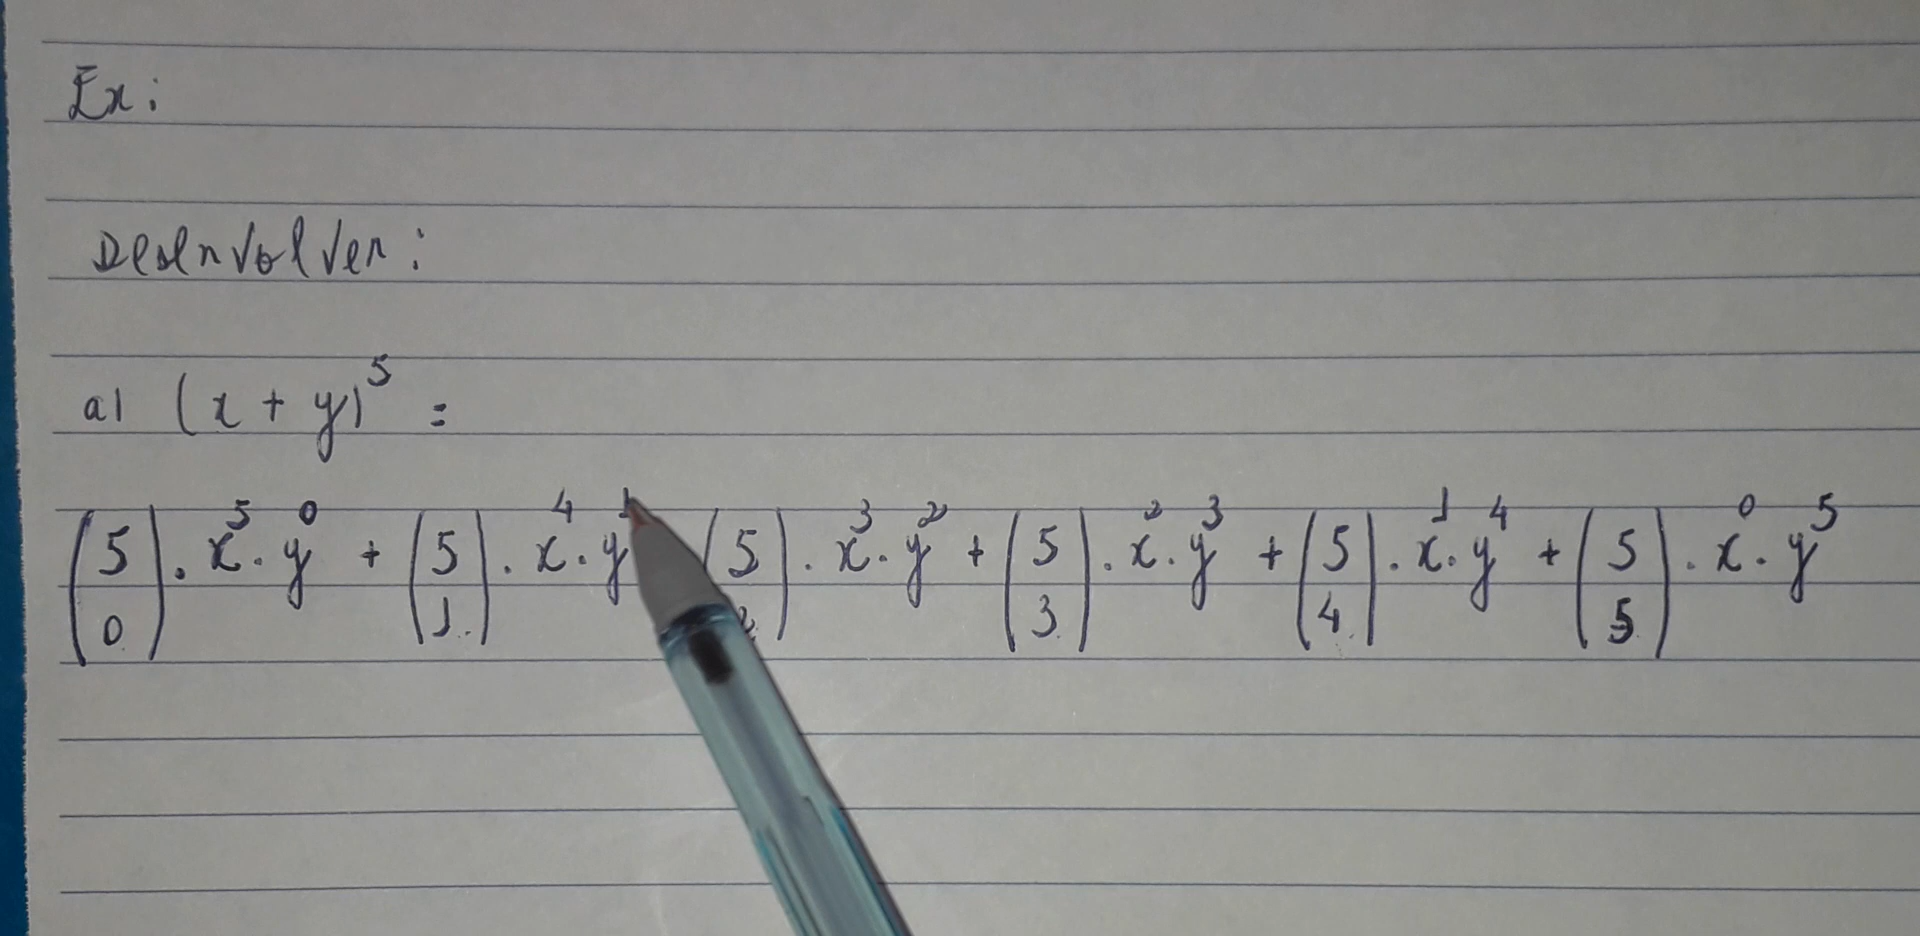 Ex:
Desenvolver:
a) (x + y)⁵ =
(5 0) . x⁵ . y⁰ + (5 1) . x⁴ . y¹ (5 2) . x³ . y² + (5 3) . x² . y³ + (5 4) . x¹ . y⁴ + (5 5) . x⁰ . y⁵